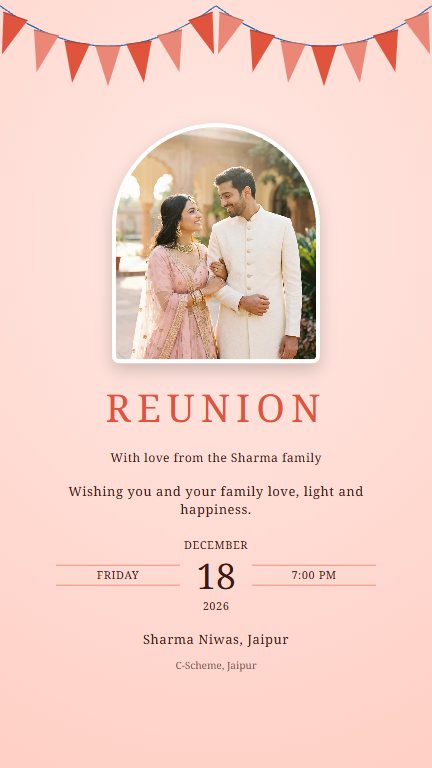 REUNION
With love from the Sharma family
Wishing you and your family love, light and
happiness.
DECEMBER
FRIDAY
18
7:00 PM
2026
Sharma Niwas, Jaipur
C-Scheme, Jaipur